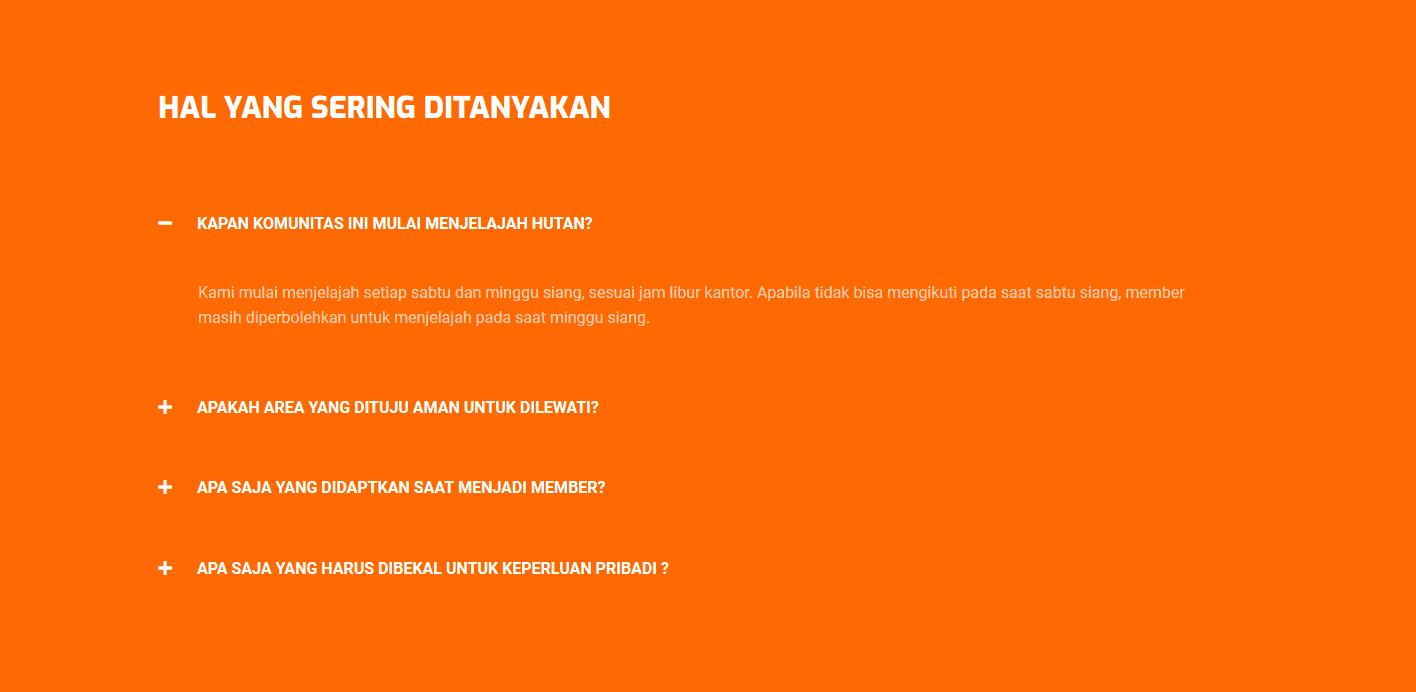 HAL YANG SERING DITANYAKAN
KAPAN KOMUNITAS INI MULAI MENJELAJAH HUTAN?
Kami mulai menjelajah setiap sabtu dan minggu siang, sesuai jam libur kantor. Apabila tidak bisa mengikuti pada saat sabtu siang, member
masih diperbolehkan untuk menjelajah pada saat minggu siang.
APAKAH AREA YANG DITUJU AMAN UNTUK DILEWATI?
APA SAJA YANG DIDAPTKAN SAAT MENJADI MEMBER?
APA SAJA YANG HARUS DIBEKAL UNTUK KEPERLUAN PRIBADI ?